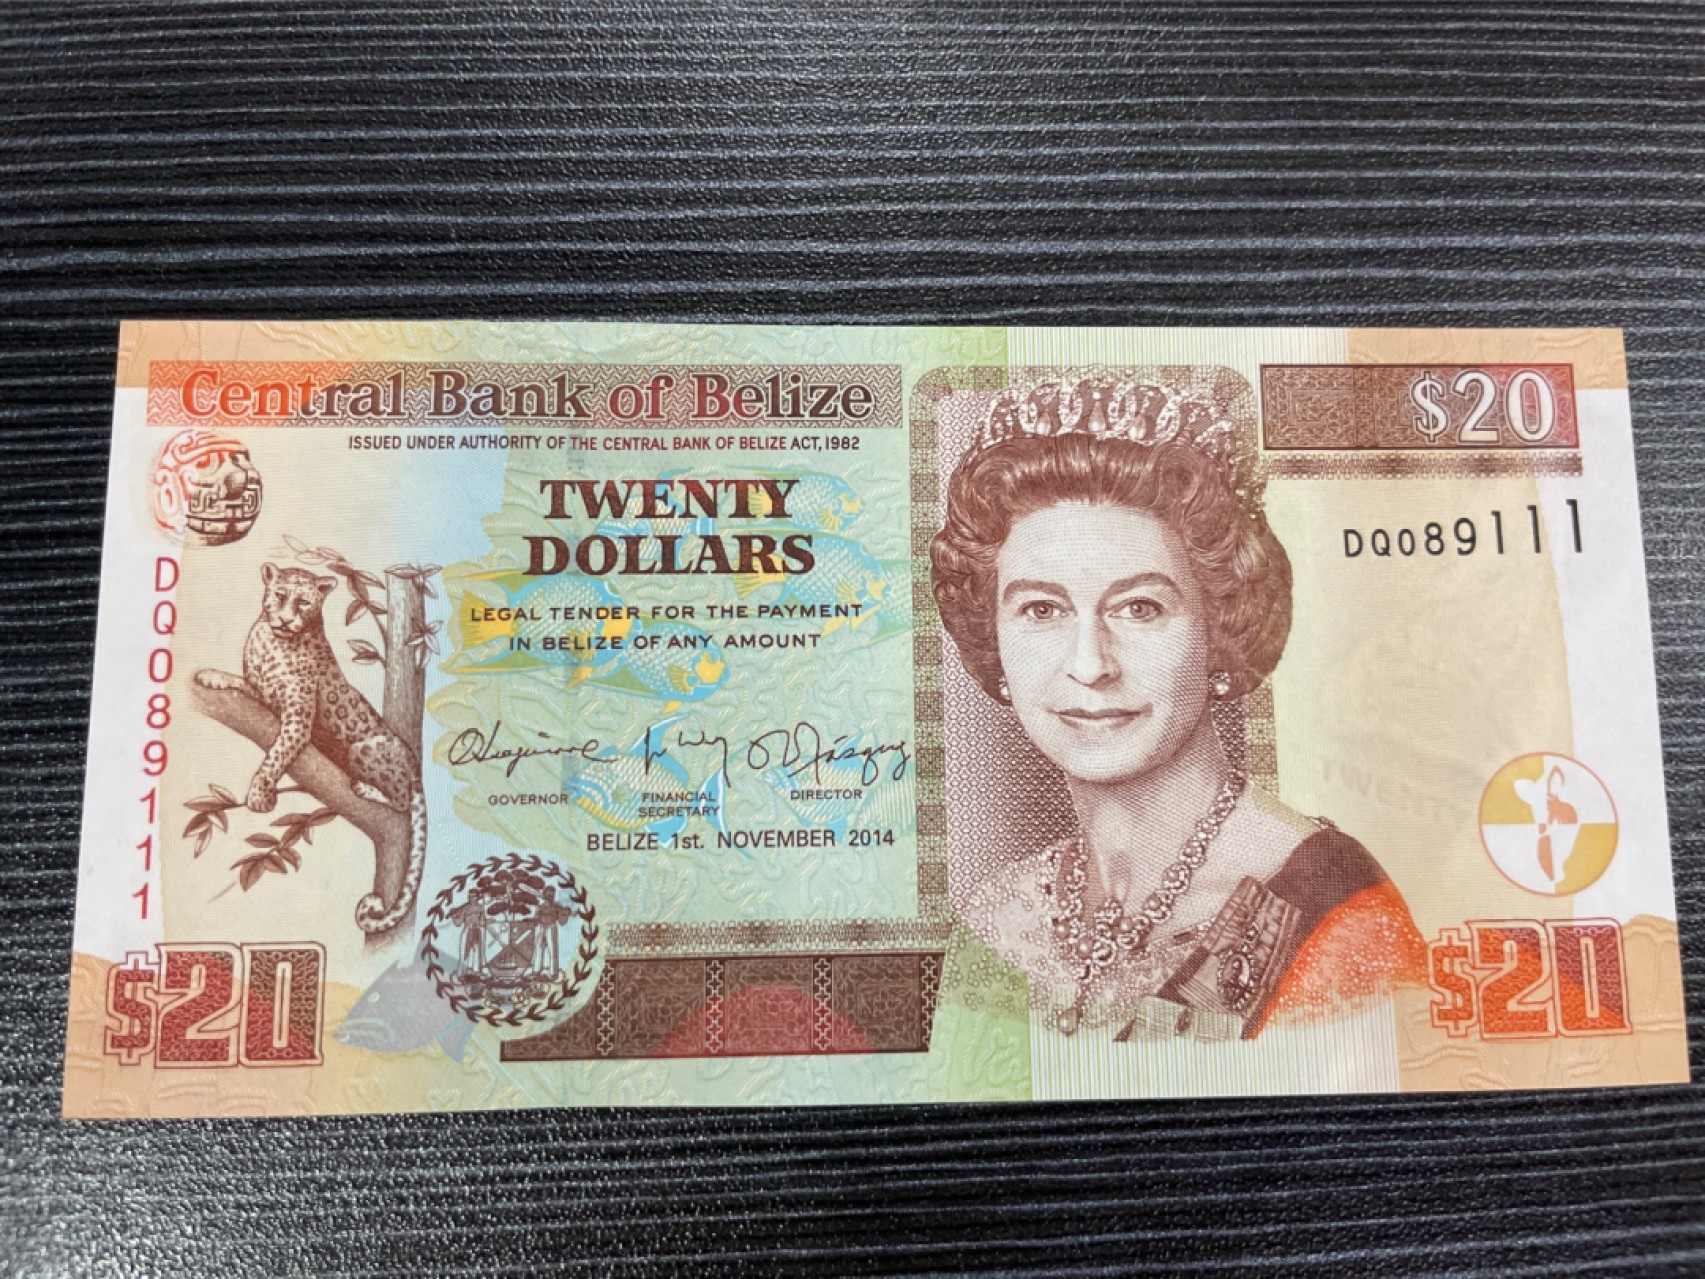 Central Bank of Belize
$20
ISSUED UNDER AUTHORITY OF THE CENTRAL BANK OF BELIZE ACT, 1982
TWENTY
DOLLARS
DQ089111
LEGAL TENDER FOR THE PAYMENT
IN BELIZE OF ANY AMOUNT
DQ089111
GOVERNOR
FINANCIAL
SECRETARY
DIRECTOR
BELIZE 1st. NOVEMBER 2014
$20
$20